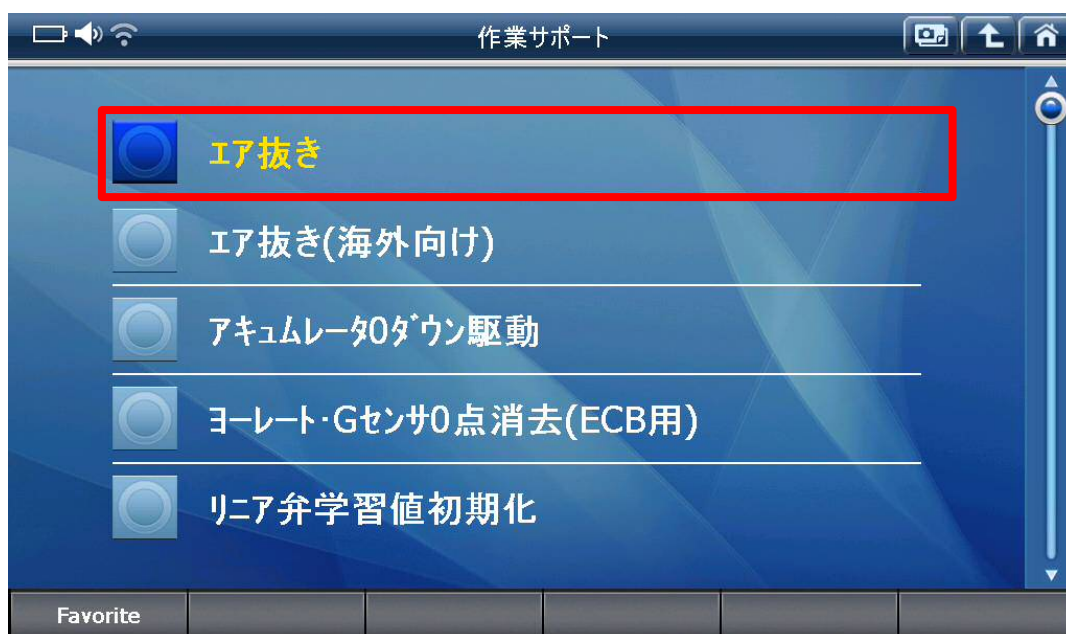 作業サポート
エア抜き
エア抜き(海外向け)
アキュムレータ0ダウン駆動
ヨーレート・Gセンサ0点消去(ECB用)
リニア弁学習値初期化
Favorite